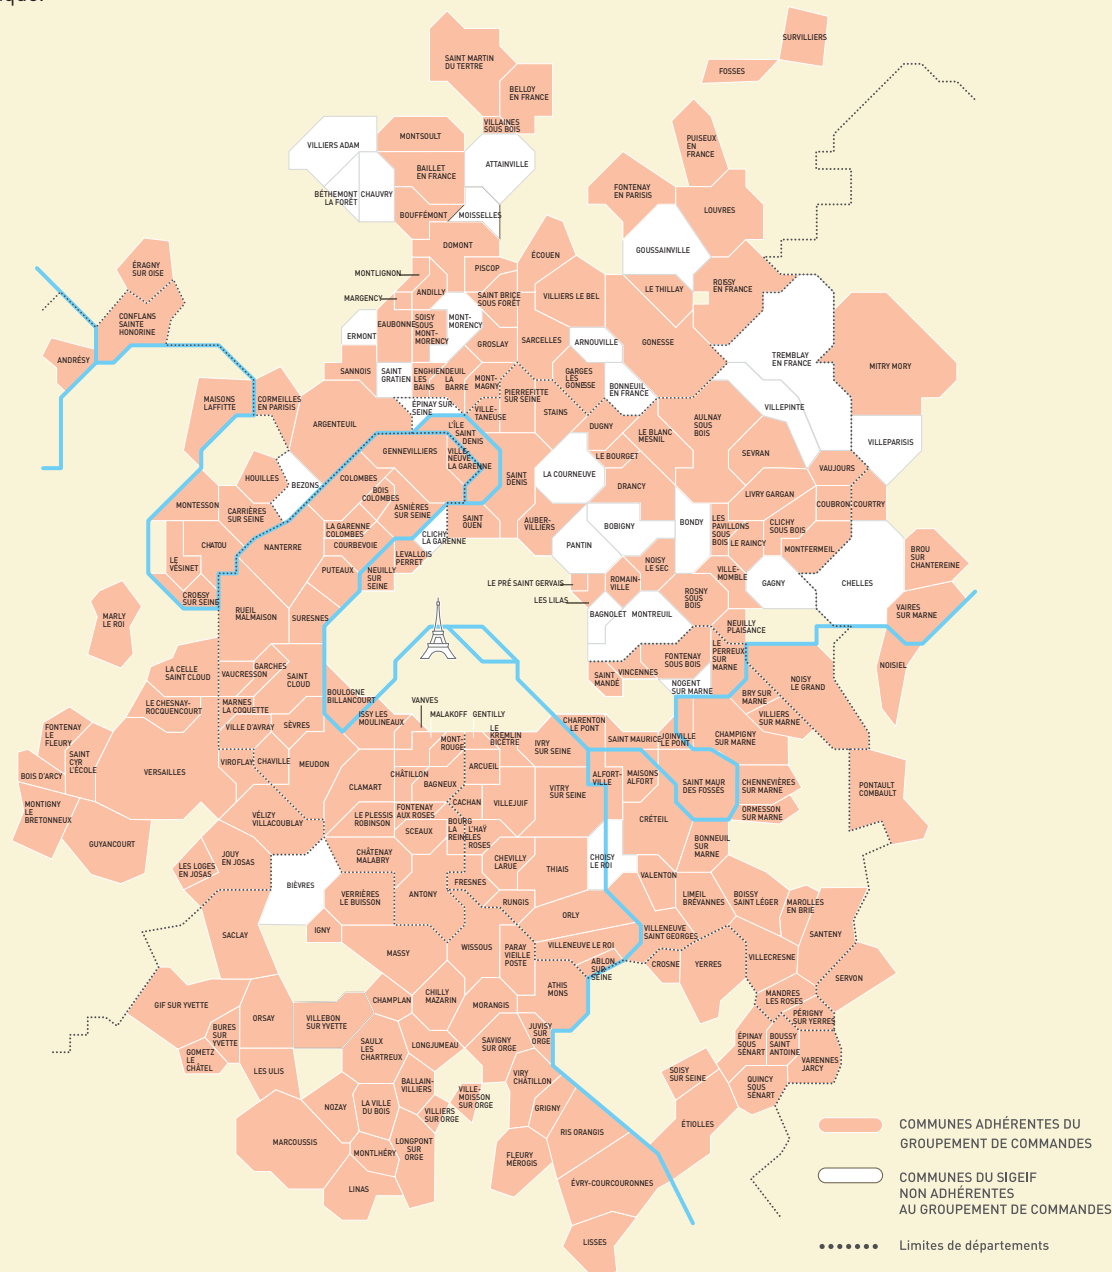 SURVILLIERS
SAINT MARTIN
DU TERTRE
FOSSES
BELLOY
EN FRANCE
VILLAINES
SOUS BOIS
MONTSOULT
VILLIERS ADAM
PUISEUX
EN
FRANCE
ATTAINVILLE
BAILLET
EN FRANCE
BÉTHEMONT
LA FORÊT
CHAUVRY
FONTENAY
EN PARISIS
LOUVRES
BOUFFÉMONT
MOISSELLES
DOMONT
GOUSSAINVILLE
ÉCOUEN
ÉRAGNY
SUR OISE
MONTLIGNON
PISCOP
ROISSY
EN FRANCE
LE THILLAY
MARGENCY
ANDILLY
SAINT BRICE
SOUS FORÊT
VILLIERS LE BEL
CONFLANS
SAINTE
HONORINE
EAUBONNE
SOISY
SOUS
MONT-
MORENCY
MONT-
MORENCY
ERMONT
GROSLAY
SARCELLES
ARNOUVILLE
GONESSE
TREMBLAY
EN FRANCE
MITRY MORY
ANDRÉSY
SANNOIS
SAINT
GRATIEN
ENGHIEN
LES
BAINS
DEUIL
LA
BARRE
MONT-
MAGNY
GARGES
LES
GONESSE
BONNEUIL
EN FRANCE
PIERREFITTE
SUR SEINE
MAISONS
LAFFITTE
CORMEILLES
EN PARISIS
ÉPINAY SUR
SEINE
VILLE-
TANEUSE
STAINS
VILLEPINTE
ARGENTEUIL
L'ÎLE
SAINT
DENIS
DUGNY
LE BLANC
MESNIL
AULNAY
SOUS
BOIS
VILLEPARISIS
GENNEVILLIERS
VILLE-
NEUVE
LA GARENNE
LE BOURGET
SEVRAN
VAUJOURS
HOUILLES
BEZONS
COLOMBES
SAINT
DENIS
LA COURNEUVE
DRANCY
LIVRY GARGAN
COUBRON
COURTRY
BOIS
COLOMBES
MONTESSON
CARRIÈRES
SUR SEINE
ASNIÈRES
SUR SEINE
SAINT
OUEN
AUBER-
VILLIERS
BOBIGNY
BONDY
LES
PAVILLONS
SOUS
BOIS
CLICHY
SOUS BOIS
LA GARENNE
COLOMBES
CLICHY
LA GARENNE
CHATOU
NANTERRE
COURBEVOIE
PANTIN
LE RAINCY
MONTFERMEIL
BROU
SUR
CHANTEREINE
LE
VÉSINET
LEVALLOIS
PERRET
PUTEAUX
NEUILLY
SUR
SEINE
NOISY
LE SEC
VILLE-
MOMBLE
GAGNY
CHELLES
LE PRÉ SAINT GERVAIS
ROMAIN-
VILLE
CROISSY
SUR SEINE
LES LILAS
ROSNY
SOUS
BOIS
VAIRES
SUR MARNE
MARLY
LE ROI
RUEIL
MALMAISON
SURESNES
BAGNOLET
MONTREUIL
NEUILLY
PLAISANCE
LA CELLE
SAINT CLOUD
VAUCRESSON
GARCHES
SAINT
CLOUD
FONTENAY
SOUS BOIS
LE
PERREUX
SUR
MARNE
NOISIEL
SAINT
MANDÉ
VINCENNES
NOGENT
SUR MARNE
NOISY
LE GRAND
LE CHESNAY-
ROCQUENCOURT
MARNES
LA COQUETTE
BOULOGNE
BILLANCOURT
BRY SUR
MARNE
VILLIERS
SUR MARNE
FONTENAY
LE
FLEURY
VILLE D'AVRAY
SÈVRES
ISSY LES
MOULINEAUX
VANVES
MALAKOFF
GENTILLY
CHARENTON
LE PONT
SAINT MAURICE
JOINVILLE
LE PONT
CHAMPIGNY
SUR MARNE
LE
KREMLIN
BICÊTRE
MONT-
ROUGE
IVRY
SUR SEINE
SAINT
CYR
L'ÉCOLE
BOIS D'ARCY
VERSAILLES
VIROFLAY
CHAVILLE
MEUDON
CHÂTILLON
ARCUEIL
ALFORT-
VILLE
MAISONS
ALFORT
SAINT MAUR
DES FOSSÉS
CHENNEVIÈRES
SUR MARNE
PONTAULT
COMBAULT
CLAMART
BAGNEUX
VITRY
SUR SEINE
MONTIGNY
LE
BRETONNEUX
CACHAN
VILLEJUIF
VÉLIZY
VILLACOUBLAY
LE PLESSIS
ROBINSON
FONTENAY
AUX ROSES
SCEAUX
BOURG
LA
REINE
L'HAŸ
LES
ROSES
CRÉTEIL
ORMESSON
SUR MARNE
GUYANCOURT
BONNEUIL
SUR
MARNE
LES LOGES
EN JOSAS
JOUY
EN JOSAS
CHÂTENAY
MALABRY
CHEVILLY
LARUE
THIAIS
CHOISY
LE ROI
VALENTON
BIÈVRES
FRESNES
VERRIÈRES
LE BUISSON
ANTONY
RUNGIS
LIMEIL
BRÉVANNES
BOISSY
SAINT LÉGER
MAROLLES
EN BRIE
ORLY
IGNY
SACLAY
MASSY
WISSOUS
PARAY
VIEILLE
POSTE
VILLENEUVE LE ROI
VILLENEUVE
SAINT GEORGES
SANTENY
VILLECRESNE
ABLON
SUR
SEINE
CROSNE
YERRES
SERVON
ATHIS
MONS
GIF SUR YVETTE
CHAMPLAN
CHILLY
MAZARIN
MORANGIS
MANDRES
LES ROSES
ORSAY
VILLEBON
SUR YVETTE
PÉRIGNY
SUR YERRES
BURES
SUR
YVETTE
SAULX
LES
CHARTREUX
LONGJUMEAU
SAVIGNY
SUR ORGE
JUVISY
SUR
ORGE
ÉPINAY
SOUS
SÉNART
BOUSSY
SAINT
ANTOINE
VARENNES
JARCY
GOMETZ
LE
CHÂTEL
LES ULIS
VIRY
CHÂTILLON
SOISY
SUR SEINE
QUINCY
SOUS
SÉNART
BALLAIN-
VILLIERS
VILLE-
MOISSON
SUR ORGE
NOZAY
LA VILLE
DU BOIS
VILLIERS
SUR ORGE
GRIGNY
ÉTIOLLES
MARCOUSSIS
RIS ORANGIS
MONTLHÉRY
LONGPONT
SUR
ORGE
FLEURY
MÉROGIS
LINAS
ÉVRY-COURCOURONNES
LISSES
COMMUNES ADHÉRENTES DU
GROUPEMENT DE COMMANDES
COMMUNES DU SIGEIF
NON ADHÉRENTES
AU GROUPEMENT DE COMMANDES
Limites de départements